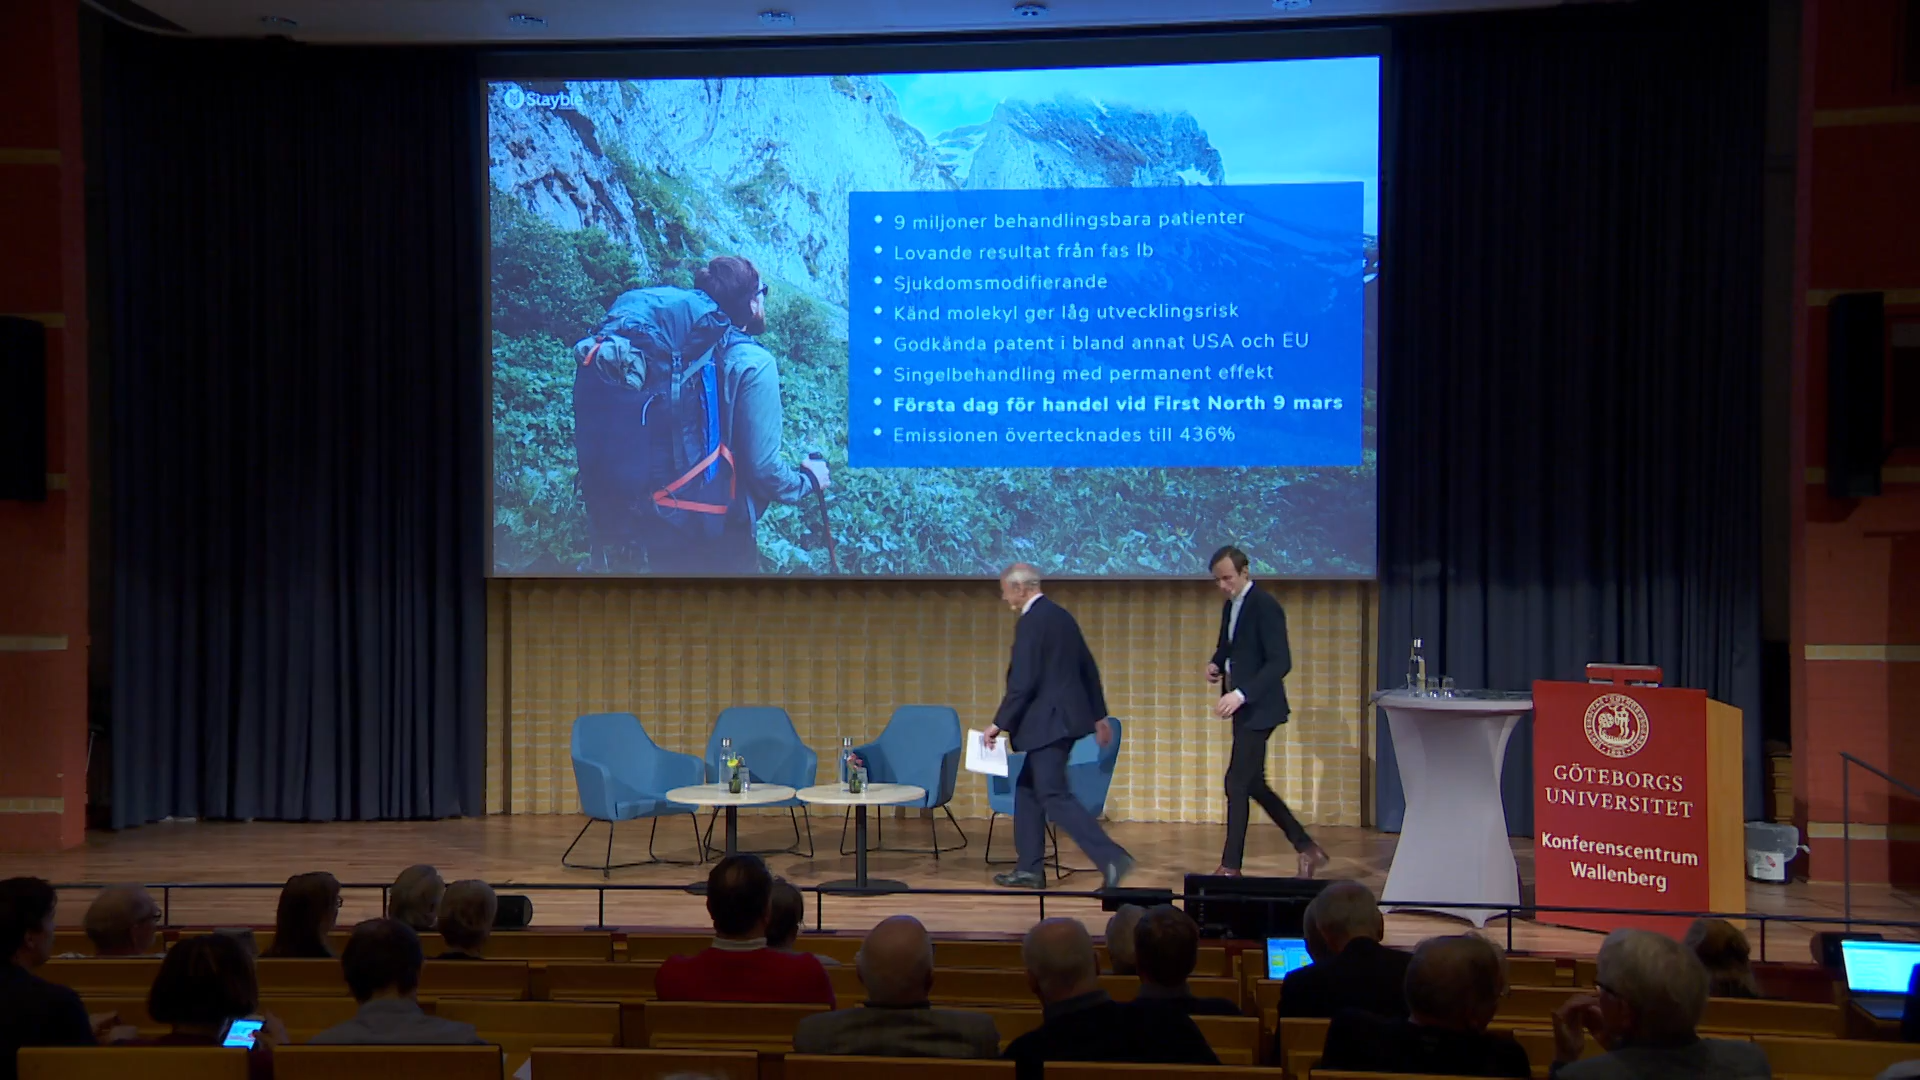 Stayble
• 9 miljoner behandlingsbara patienter
• Lovande resultat från fas Ib
• Sjukdomsmodifierande
• Känd molekyl ger låg utvecklingsrisk
• Godkända patent i bland annat USA och EU
• Singelbehandling med permanent effekt
• Första dag för handel vid First North 9 mars
• Emissionen övertecknades till 436%
GÖTEBORGS
UNIVERSITET
Konferenscentrum
Wallenberg